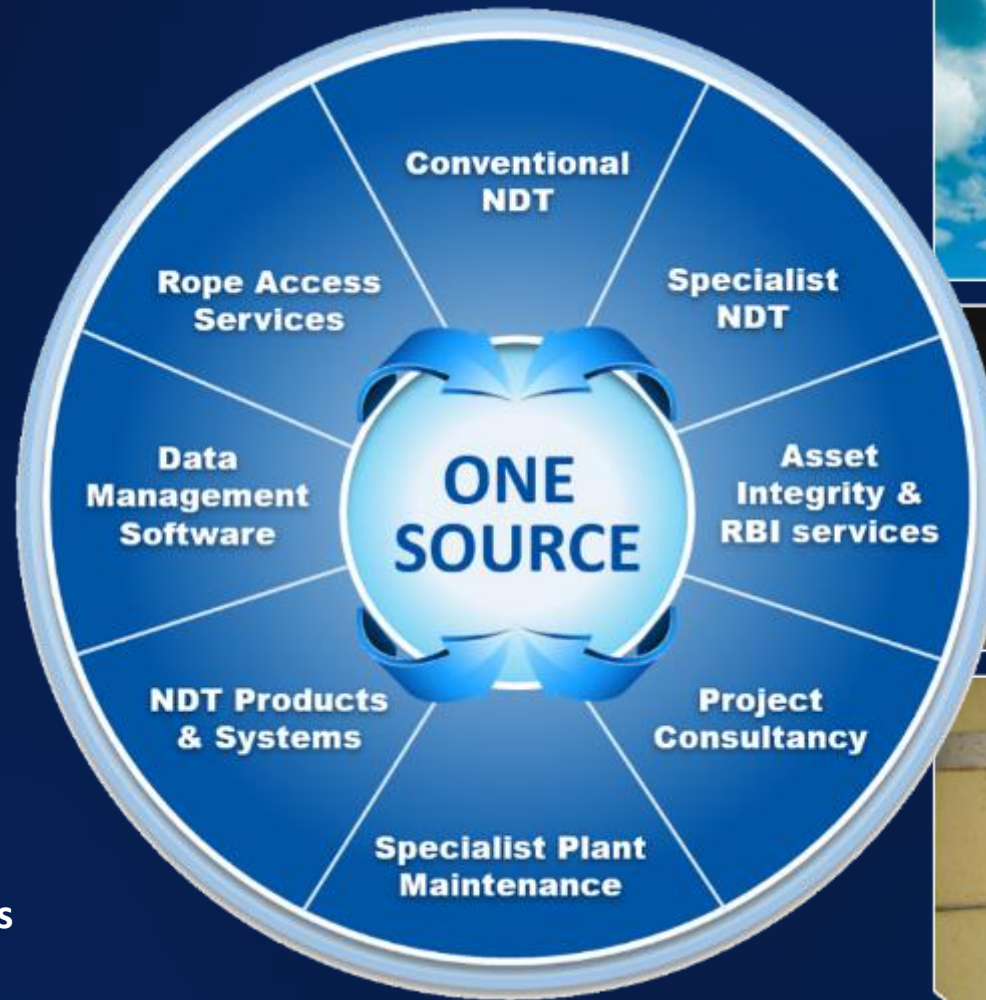 Conventional
NDT
Specialist
NDT
Rope Access
Services
ONE
SOURCE
Data
Management
Software
Asset
Integrity &
RBI services
NDT Products
& Systems
Project
Consultancy
Specialist Plant
Maintenance
s